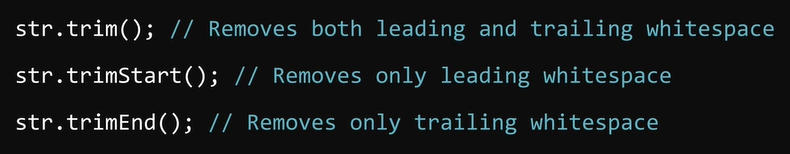 str.trim(); // Removes both leading and trailing whitespace
str.trimStart(); // Removes only leading whitespace
str.trimEnd(); // Removes only trailing whitespace